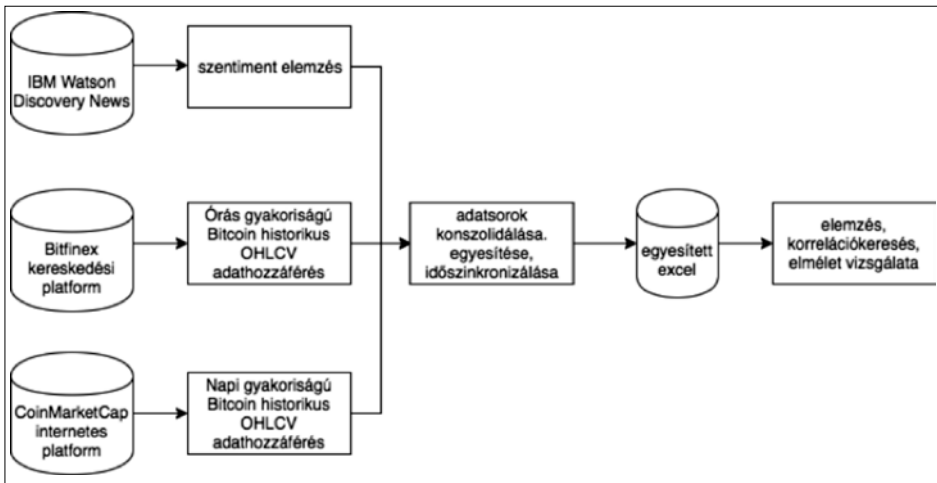 IBM Watson
Discovery News
szentiment elemzés
Bitfinex
kereskedési
platform
Órás gyakoriságú
Bitcoin historikus
OHLCV
adathozzáférés
adatsorok
konszolidálása.
egyesítése,
időszinkronizálása
egyesített
excel
elemzés,
korrelációkeresés,
elmélet vizsgálata
CoinMarketCap
internetes
platform
Napi gyakoriságú
Bitcoin historikus
OHLCV
adathozzáférés